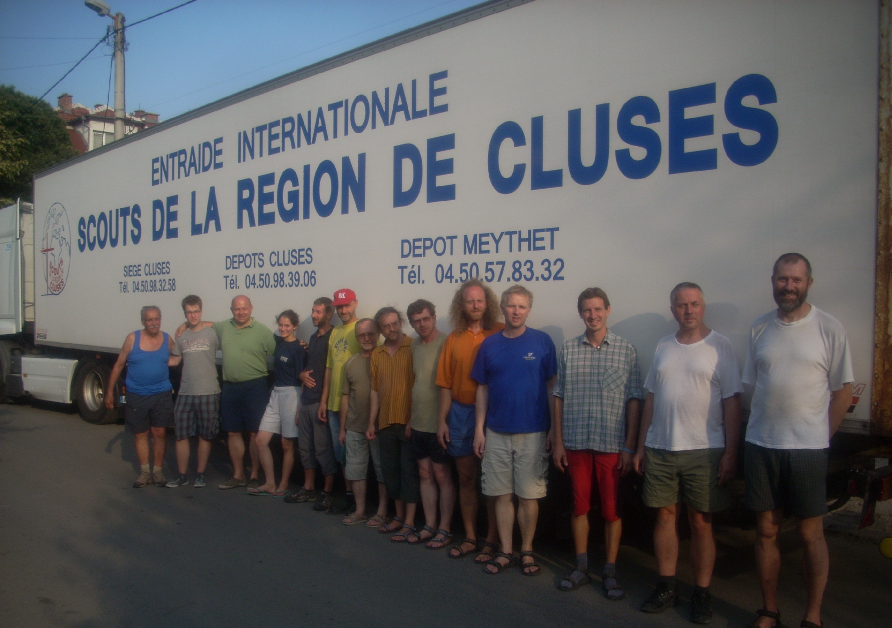 ENTRAIDE INTERNATIONALE
SCOUTS DE LA REGION DE CLUSES
SIEGE CLUSES
Tél. 04.50.98.32.58
DEPOTS CLUSES
Tél. 04.50.98.39.06
DEPOT MEYTHET
Tél. 04.50.57.83.32